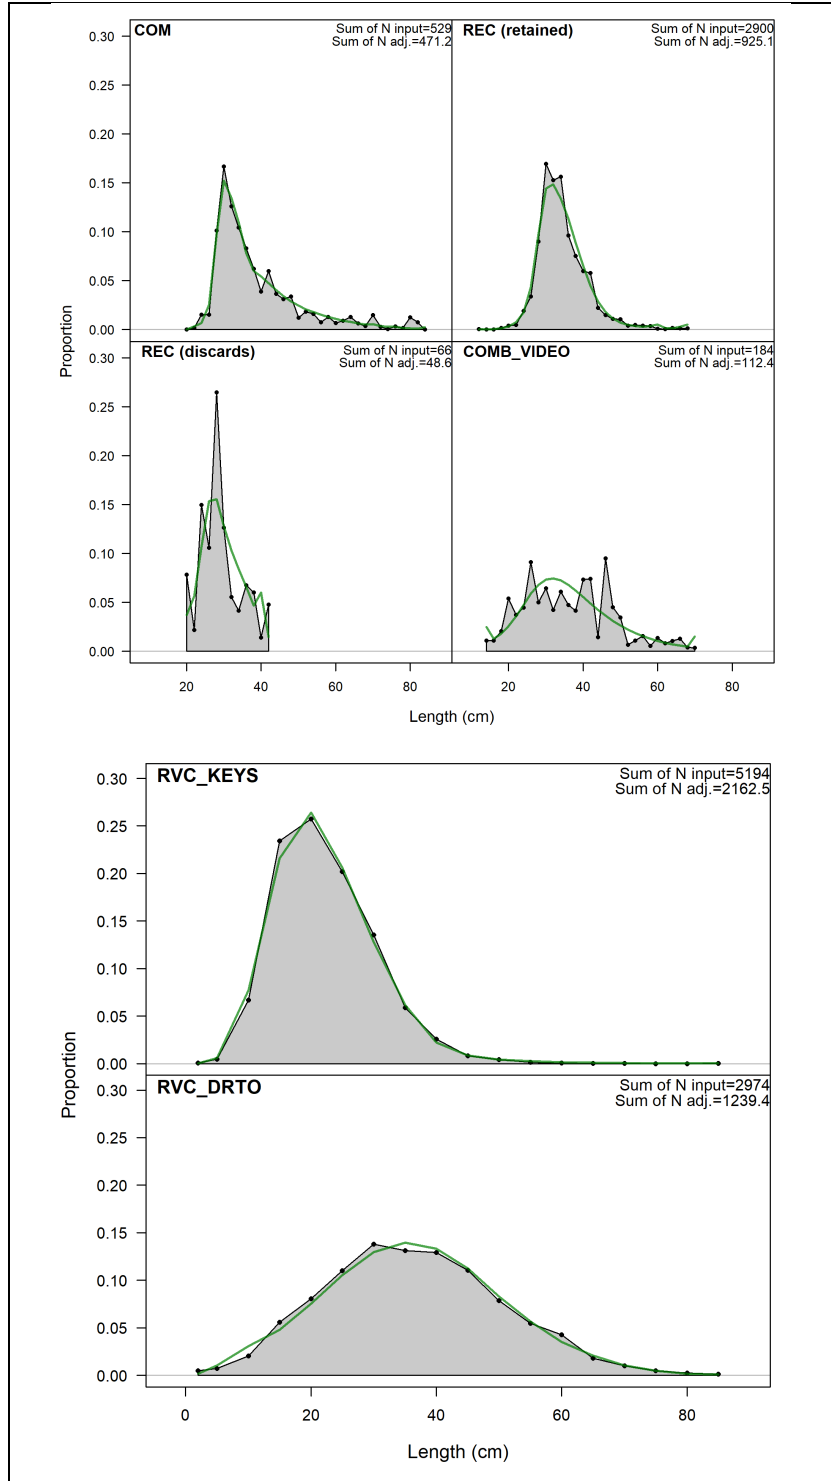 COM
Sum of N input=529
Sum of N adj.=471.2
REC (retained)
Sum of N input=2900
Sum of N adj.=925.1
0.30
0.25
0.20
0.15
0.10
0.05
0.00
REC (discards)
Sum of N input=66
Sum of N adj.=48.6
COMB_VIDEO
Sum of N input=184
Sum of N adj.=112.4
0.30
0.25
0.20
0.15
0.10
0.05
0.00
Proportion
20 40 60 80 20 40 60 80
Length (cm)
RVC_KEYS
Sum of N input=5194
Sum of N adj.=2162.5
0.30
0.25
0.20
0.15
0.10
0.05
0.00
RVC_DRTO
Sum of N input=2974
Sum of N adj.=1239.4
0.30
0.25
0.20
0.15
0.10
0.05
0.00
Proportion
0 20 40 60 80
Length (cm)